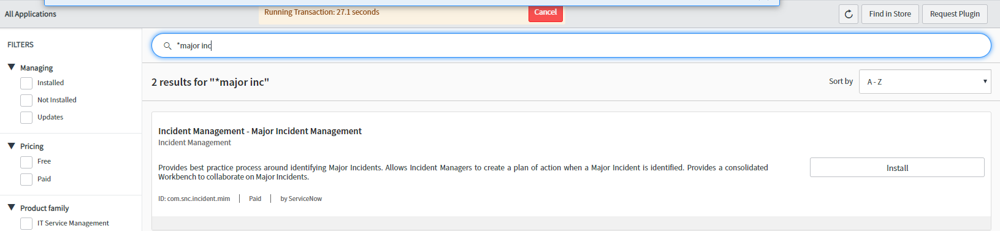 All Applications
Running Transaction: 27.1 seconds
Cancel
Find in Store
Request Plugin
FILTERS
*major inc
Managing
Installed
Not Installed
Updates
2 results for "*major inc"
Sort by
A - Z
Pricing
Free
Paid
Product family
IT Service Management
Incident Management - Major Incident Management
Incident Management
Provides best practice process around identifying Major Incidents. Allows Incident Managers to create a plan of action when a Major Incident is identified. Provides a consolidated
Workbench to collaborate on Major Incidents.
Install
ID: com.snc.incident.mim | Paid | by ServiceNow